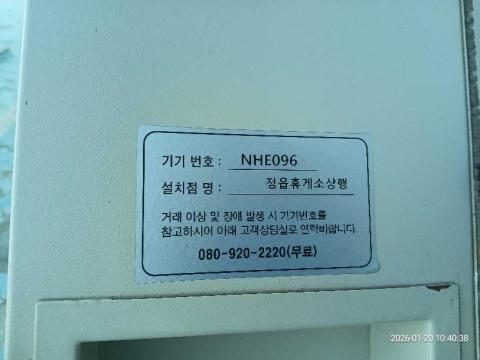 기기 번호 : NHE096
설치점 명 : 정읍휴게소상행
거래 이상 및 장애 발생 시 기기번호를
참고하시어 아래 고객상담실로 연락바랍니다.
080-920-2220(무료)
2026-01-20 10:40:38